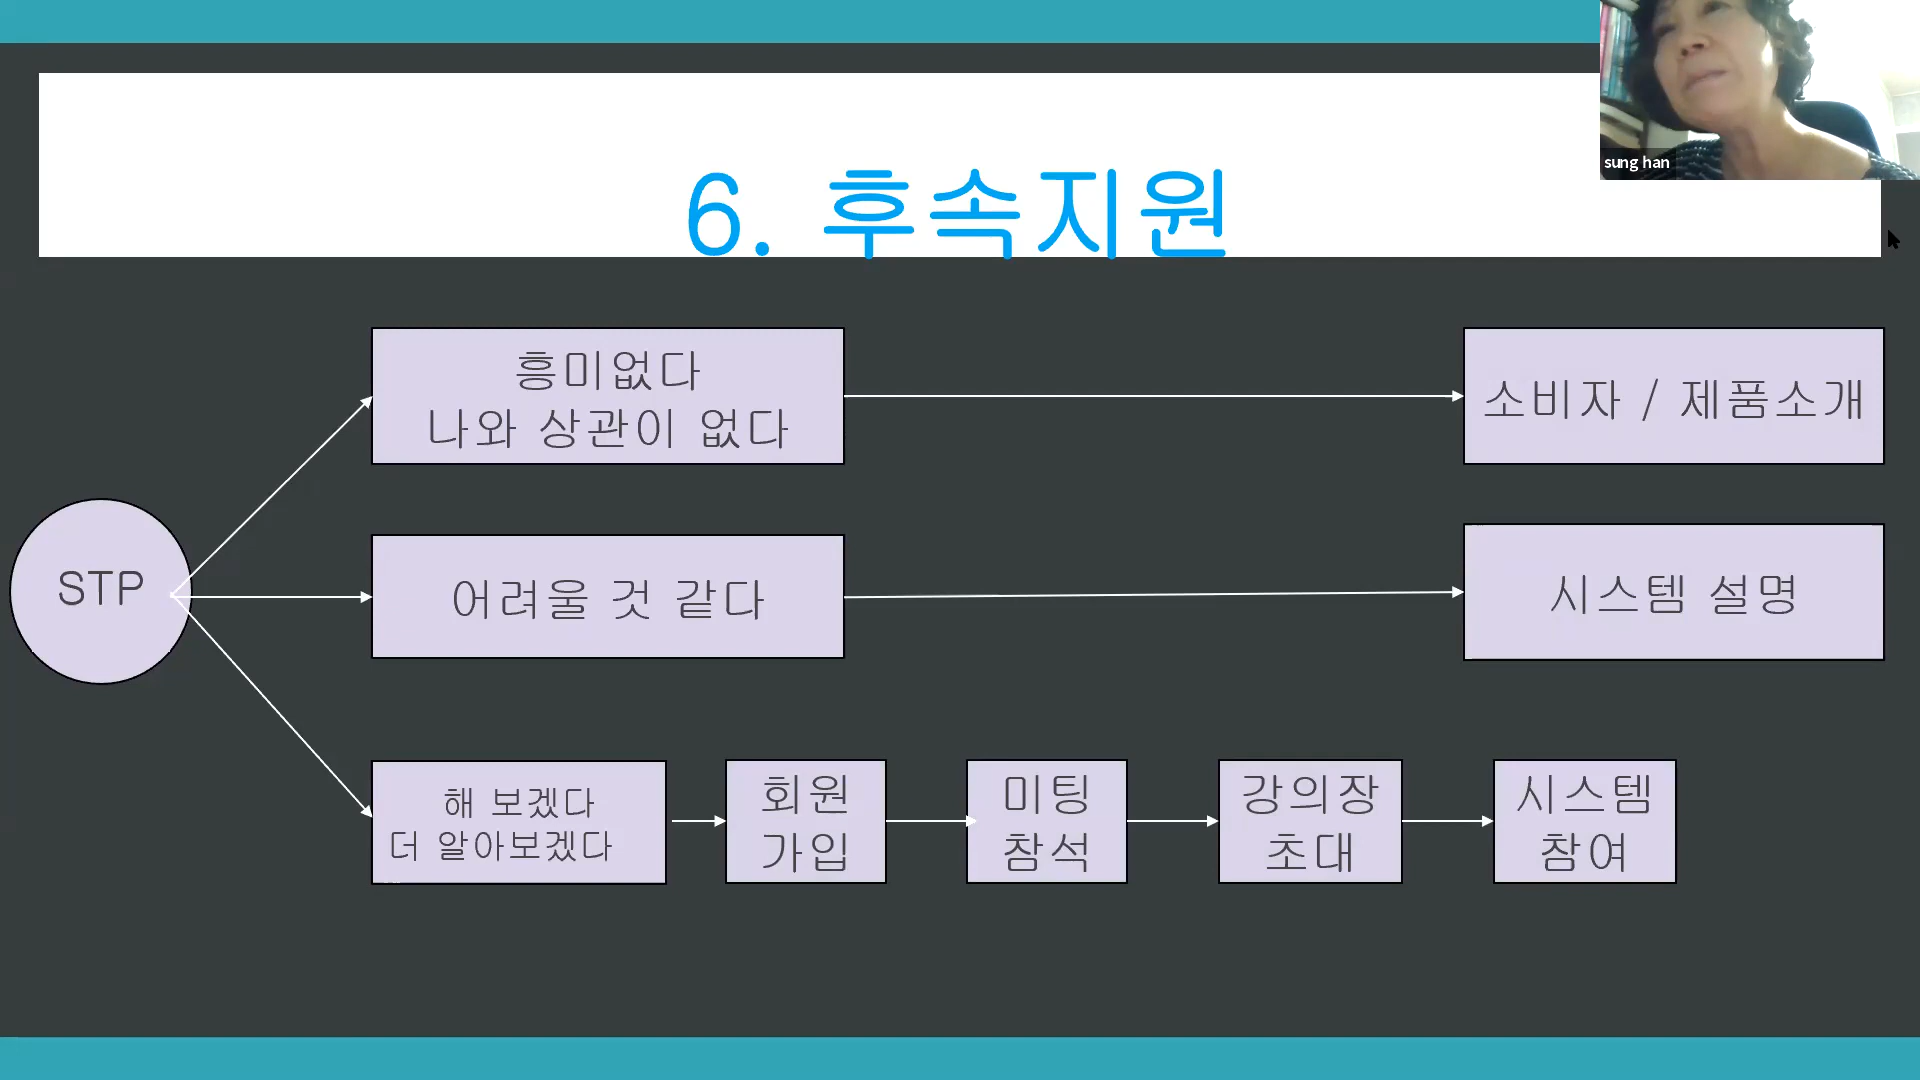 sung han
6. 후속지원
흥미없다
나와 상관이 없다
소비자 / 제품소개
STP
어려울 것 같다
시스템 설명
해 보겠다
더 알아보겠다
회원
가입
미팅
참석
강의장
초대
시스템
참여